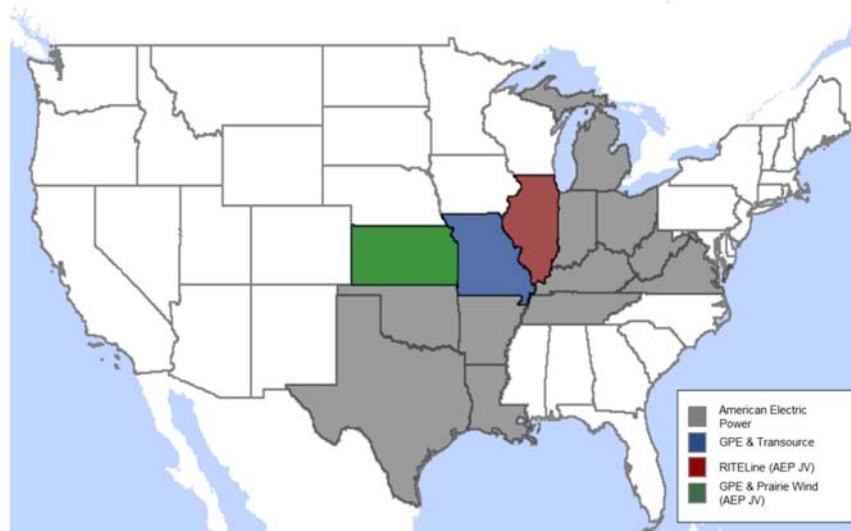 American Electric
Power
GPE & Transource
RITELine (AEP JV)
GPE & Prairie Wind
(AEP JV)